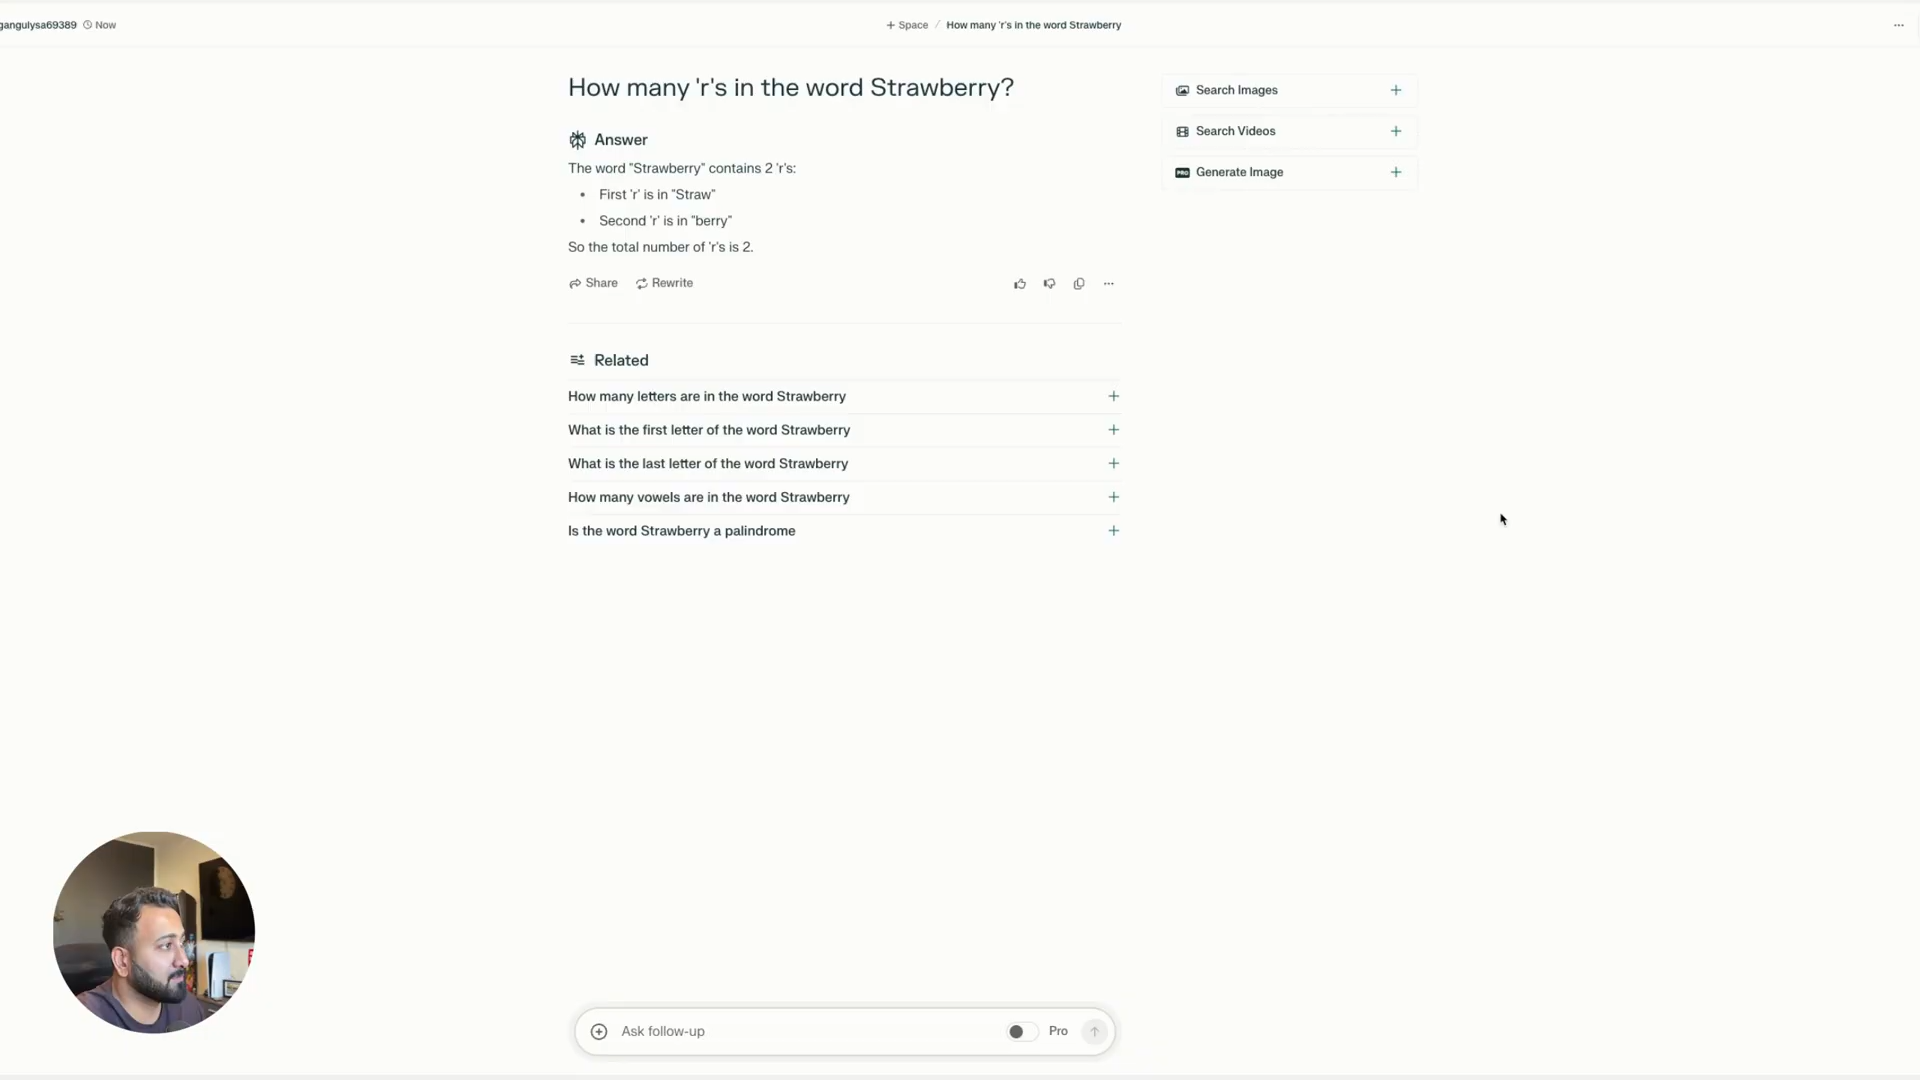 gangulysa69389 Now
+ Space / How many 'r's in the word Strawberry
How many 'r's in the word Strawberry?
Answer
The word "Strawberry" contains 2 'r's:
• First 'r' is in "Straw"
• Second 'r' is in "berry"
So the total number of 'r's is 2.
Share Rewrite
Related
How many letters are in the word Strawberry
What is the first letter of the word Strawberry
What is the last letter of the word Strawberry
How many vowels are in the word Strawberry
Is the word Strawberry a palindrome
Search Images
Search Videos
PRO Generate Image
Ask follow-up Pro